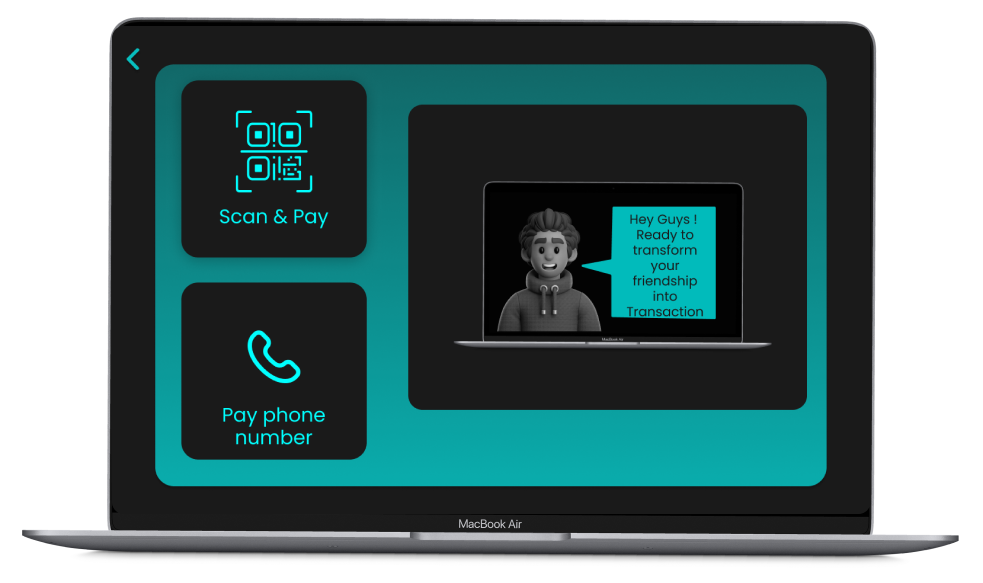 Scan & Pay
Pay phone
number
Hey Guys !
Ready to
transform
your
friendship
into
Transaction
MacBook Air
MacBook Air